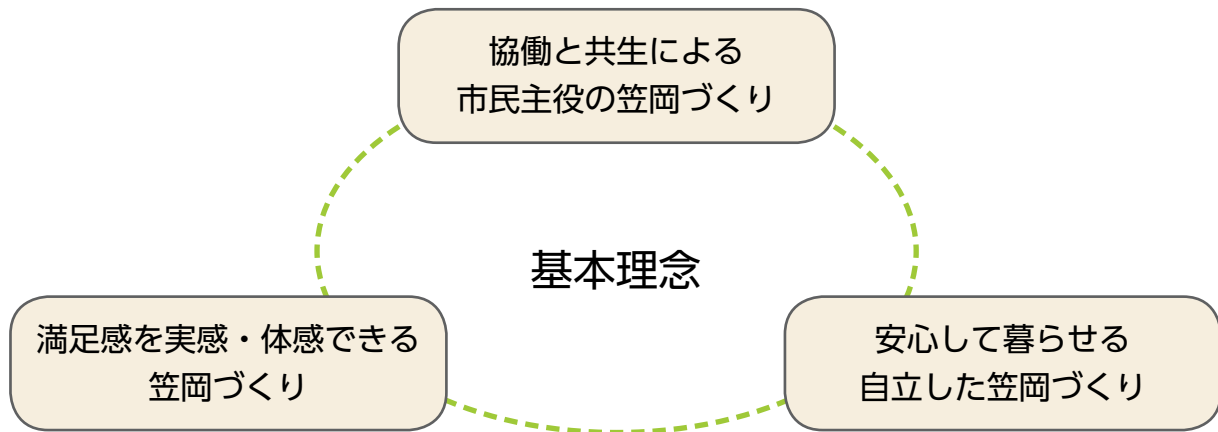 協働と共生による
市民主役の笠岡づくり
基本理念
満足感を実感・体感できる
笠岡づくり
安心して暮らせる
自立した笠岡づくり